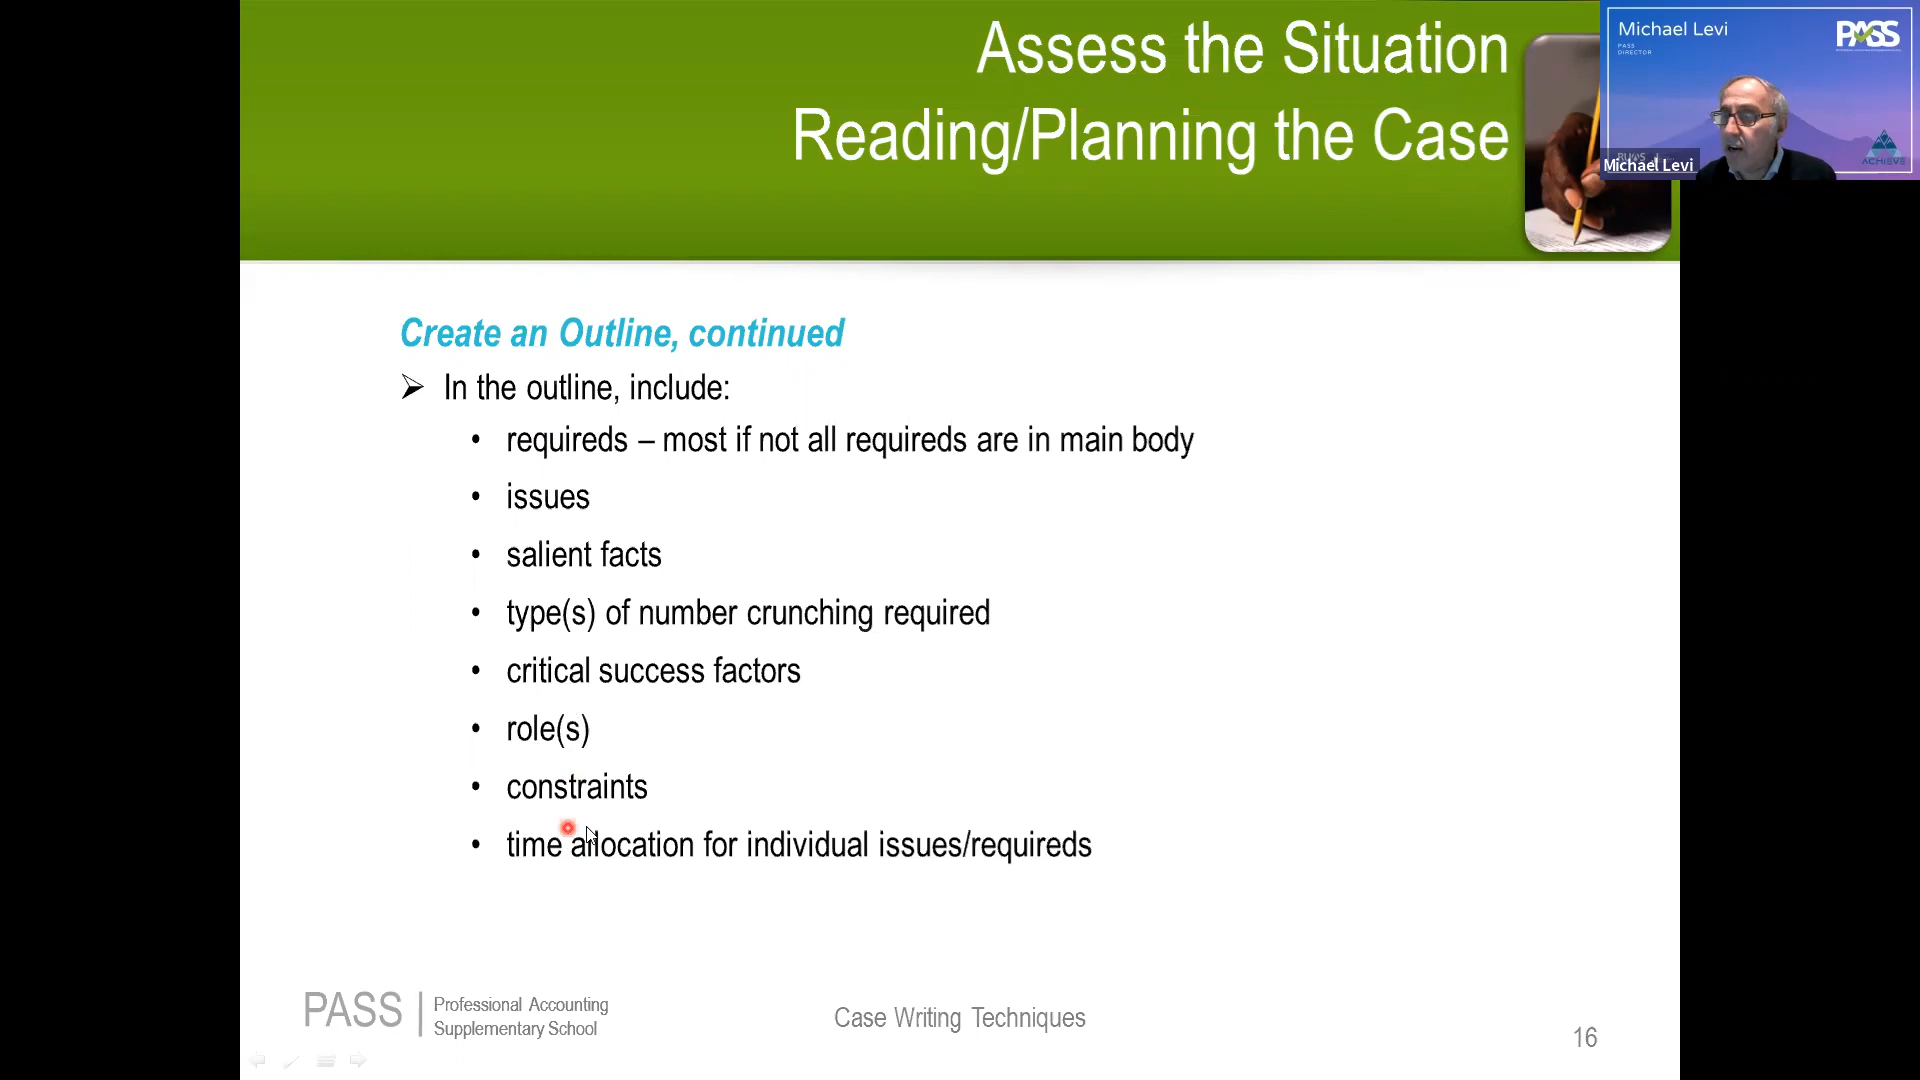 Assess the Situation
Reading/Planning the Case
Michael Levi
PASS
DIRECTOR
PASS
ACHIEVE
Michael Levi
Create an Outline, continued
In the outline, include:
• requireds – most if not all requireds are in main body
• issues
• salient facts
• type(s) of number crunching required
• critical success factors
• role(s)
• constraints
• time allocation for individual issues/requireds
PASS
Professional Accounting
Supplementary School
Case Writing Techniques
16